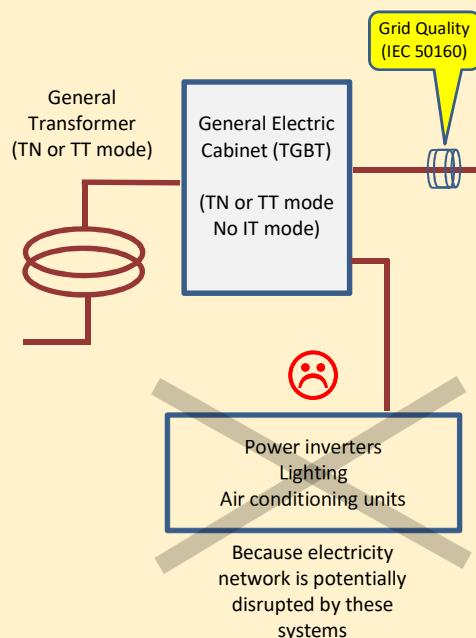 Grid Quality
(IEC 50160)
General
Transformer
(TN or TT mode)
General Electric
Cabinet (TGBT)
(TN or TT mode
No IT mode)
Power inverters
Lighting
Air conditioning units
Because electricity
network is potentially
disrupted by these
systems